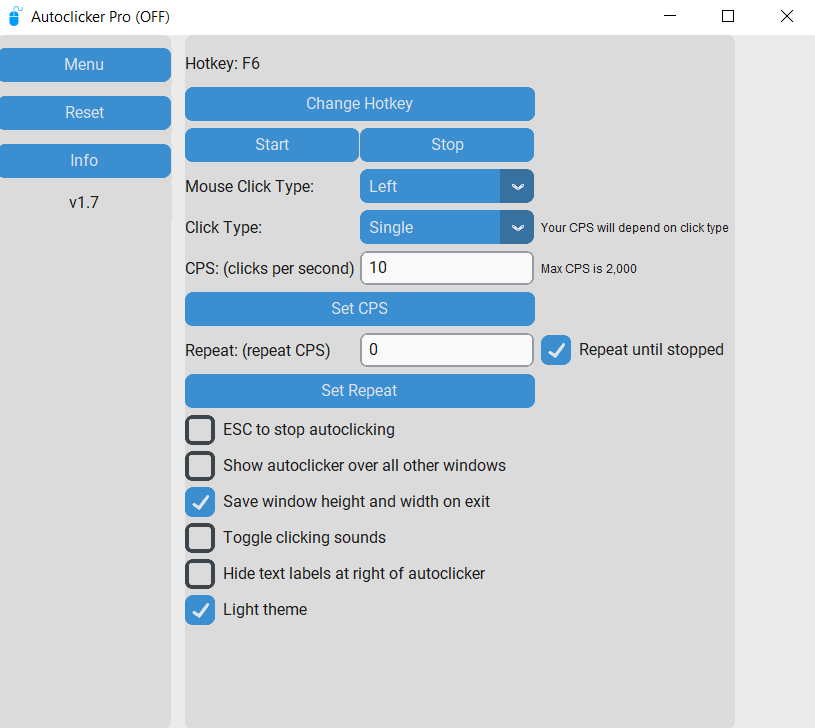 Autoclicker Pro (OFF)
Menu
Reset
Info
v1.7
Hotkey: F6
Change Hotkey
Start Stop
Mouse Click Type: Left
Click Type: Single Your CPS will depend on click type
CPS: (clicks per second) 10 Max CPS is 2,000
Set CPS
Repeat: (repeat CPS) 0 Repeat until stopped
Set Repeat
ESC to stop autoclicking
Show autoclicker over all other windows
Save window height and width on exit
Toggle clicking sounds
Hide text labels at right of autoclicker
Light theme